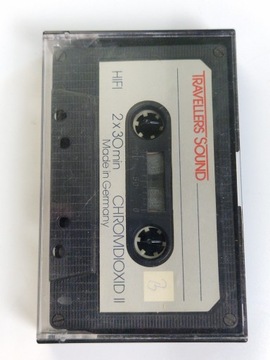 TRAVELLERS SOUND
HIFI
2x30min CHROMDIOXID II
Made in Germany